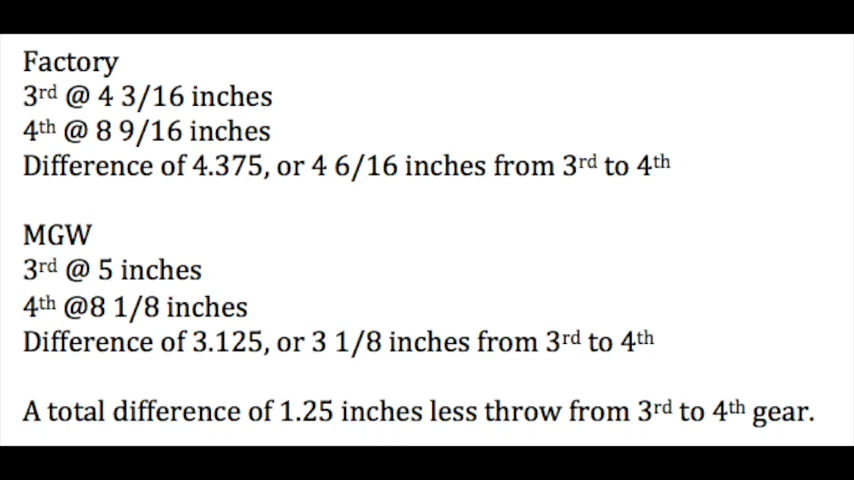 Factory
3rd @ 4 3/16 inches
4th @ 8 9/16 inches
Difference of 4.375, or 4 6/16 inches from 3rd to 4th
MGW
3rd @ 5 inches
4th @8 1/8 inches
Difference of 3.125, or 3 1/8 inches from 3rd to 4th
A total difference of 1.25 inches less throw from 3rd to 4th gear.